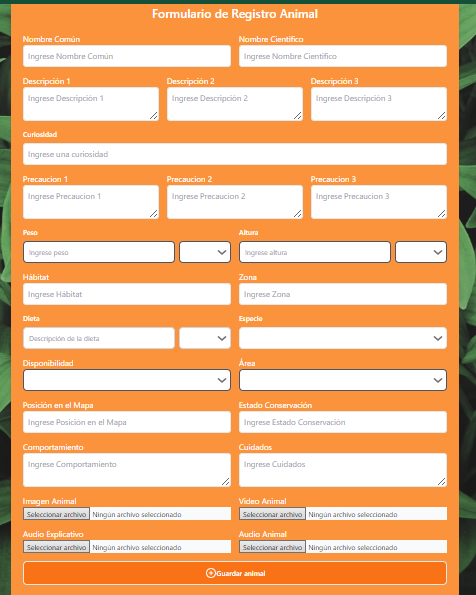 Formulario de Registro Animal
Nombre Común Nombre Científico
Ingrese Nombre Común Ingrese Nombre Científico
Descripción 1 Descripción 2 Descripción 3
Ingrese Descripción 1 Ingrese Descripción 2 Ingrese Descripción 3
Curiosidad
Ingrese una curiosidad
Precaucion 1 Precaucion 2 Precaucion 3
Ingrese Precaucion 1 Ingrese Precaucion 2 Ingrese Precaucion 3
Peso Altura
Ingrese peso Ingrese altura
Hábitat Zona
Ingrese Hábitat Ingrese Zona
Dieta Especie
Descripción de la dieta
Disponibilidad Área
Posición en el Mapa Estado Conservación
Ingrese Posición en el Mapa Ingrese Estado Conservación
Comportamiento Cuidados
Ingrese Comportamiento Ingrese Cuidados
Imagen Animal Video Animal
Seleccionar archivo Ningún archivo seleccionado Seleccionar archivo Ningún archivo seleccionado
Audio Explicativo Audio Animal
Seleccionar archivo Ningún archivo seleccionado Seleccionar archivo Ningún archivo seleccionado
Guardar animal